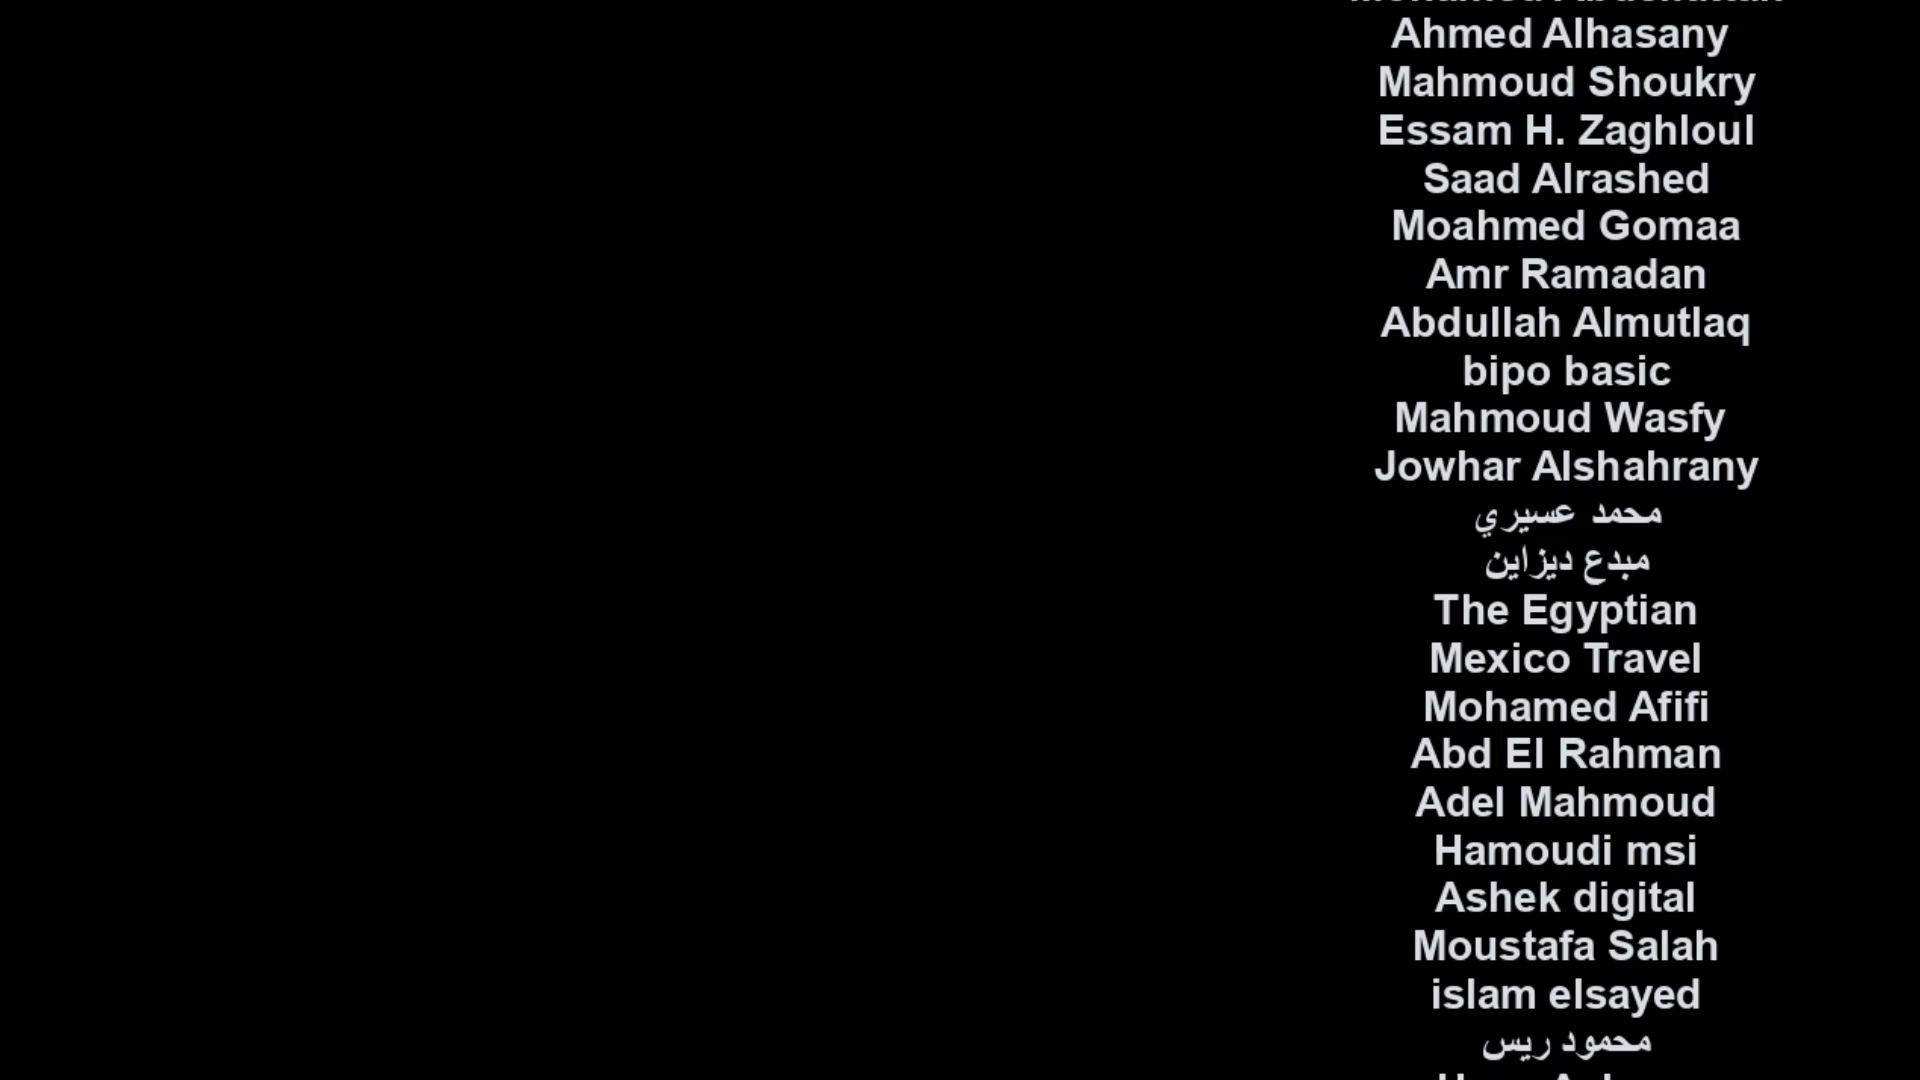 Ahmed Alhasany
Mahmoud Shoukry
Essam H. Zaghloul
Saad Alrashed
Moahmed Gomaa
Amr Ramadan
Abdullah Almutlaq
bipo basic
Mahmoud Wasfy
Jowhar Alshahrany
محمد عسيري
مبدع ديزاين
The Egyptian
Mexico Travel
Mohamed Afifi
Abd El Rahman
Adel Mahmoud
Hamoudi msi
Ashek digital
Moustafa Salah
islam elsayed
محمود ريس